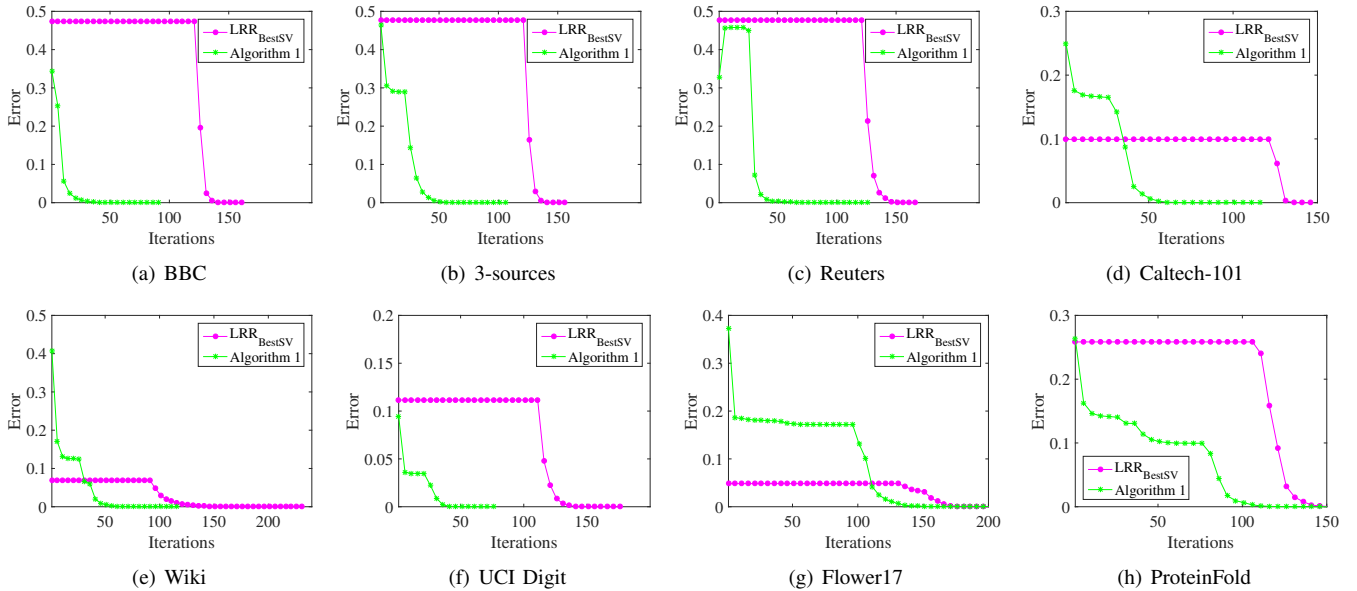 0.5
0.4
0.3
0.2
0.1
0
Error
50
100
150
Iterations
LRR_BestSV
Algorithm 1
(a) BBC
0.5
0.4
0.3
0.2
0.1
0
Error
50
100
150
Iterations
LRR_BestSV
Algorithm 1
(b) 3-sources
0.5
0.4
0.3
0.2
0.1
0
Error
50
100
150
Iterations
LRR_BestSV
Algorithm 1
(c) Reuters
0.3
0.2
0.1
0
Error
50
100
150
Iterations
LRR_BestSV
Algorithm 1
(d) Caltech-101
0.5
0.4
0.3
0.2
0.1
0
Error
50
100
150
200
Iterations
LRR_BestSV
Algorithm 1
(e) Wiki
0.2
0.15
0.1
0.05
0
Error
50
100
150
Iterations
LRR_BestSV
Algorithm 1
(f) UCI Digit
0.4
0.3
0.2
0.1
0
Error
50
100
150
200
Iterations
LRR_BestSV
Algorithm 1
(g) Flower17
0.3
0.2
0.1
0
Error
50
100
150
Iterations
LRR_BestSV
Algorithm 1
(h) ProteinFold